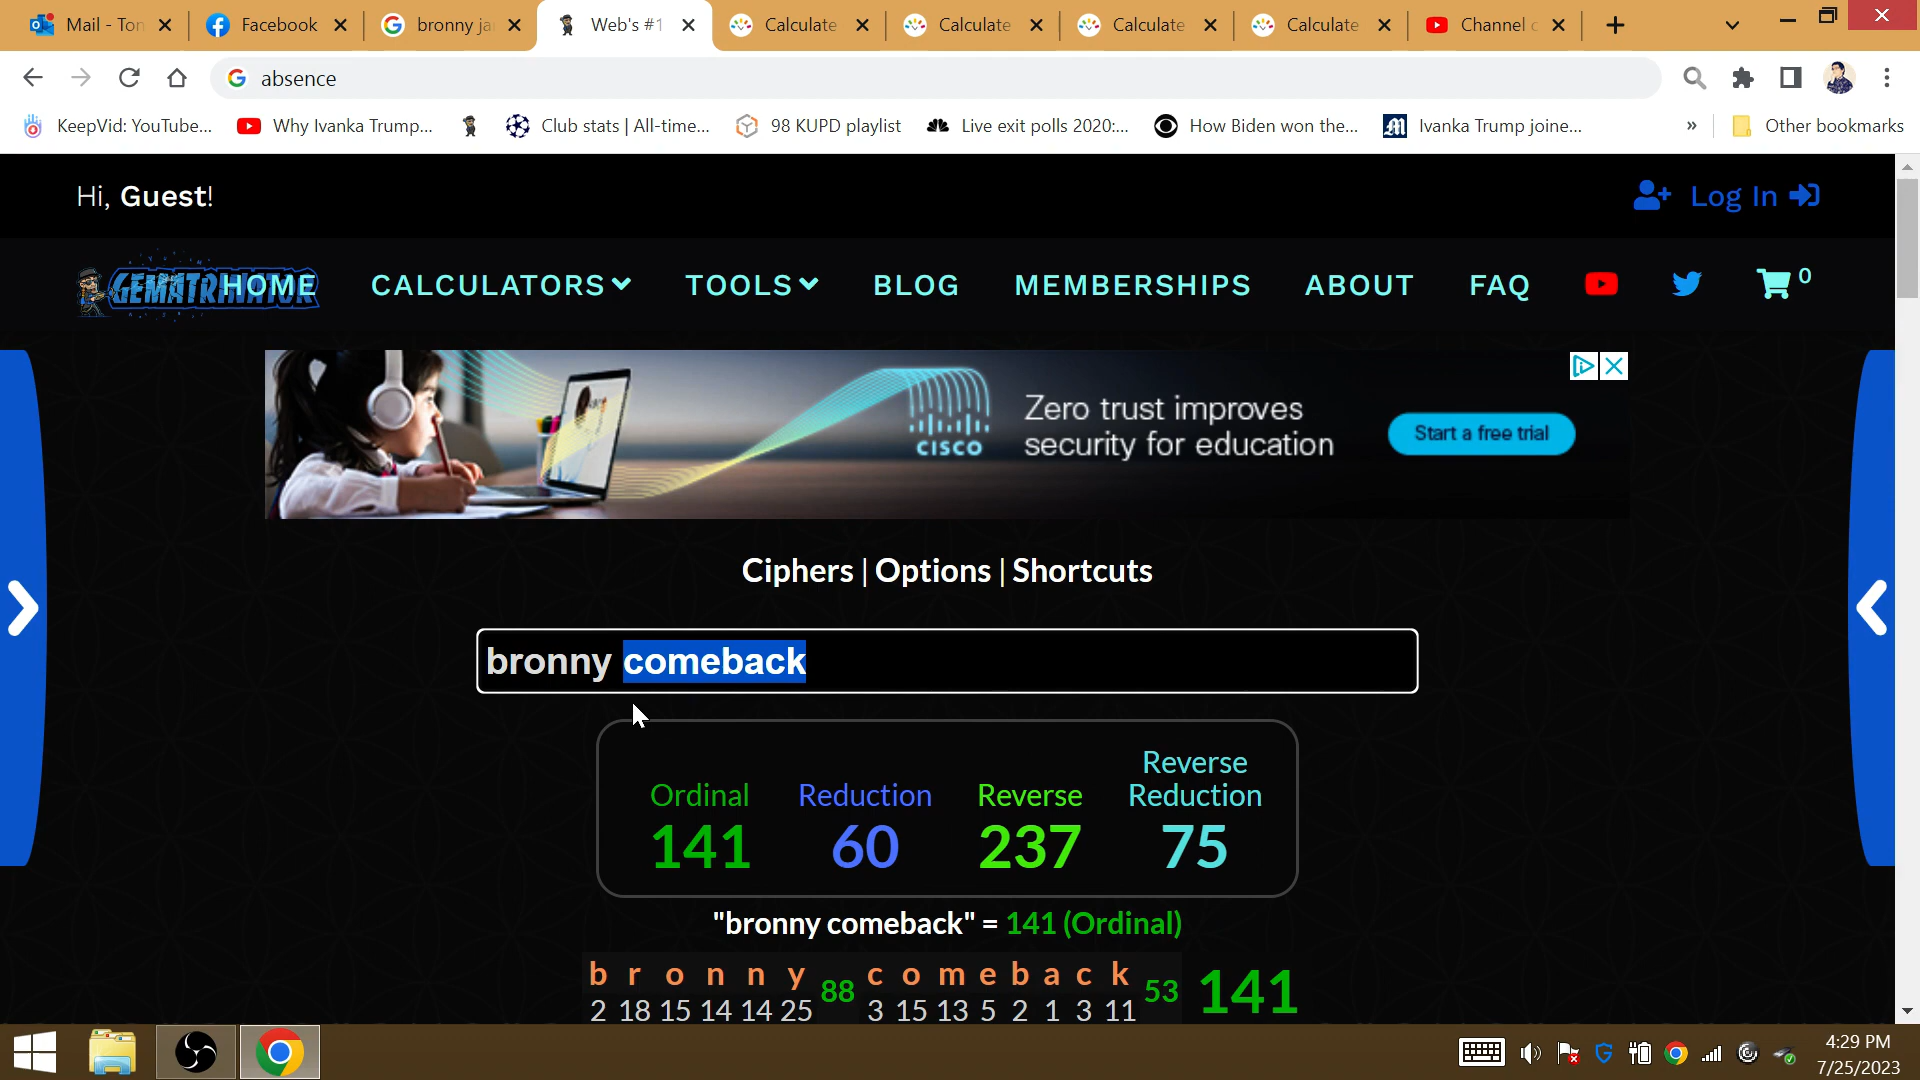 Mail - Ton
Facebook
bronny ja
Web's #1
Calculate
Calculate
Calculate
Calculate
Channel c
absence
KeepVid: YouTube...
Why Ivanka Trump...
Club stats | All-time...
98 KUPD playlist
Live exit polls 2020:...
How Biden won the...
Ivanka Trump joine...
»
Other bookmarks
Hi, Guest!
Log In
GEMATRINATOR
HOME
CALCULATORS
TOOLS
BLOG
MEMBERSHIPS
ABOUT
FAQ
0
CISCO
Zero trust improves
security for education
Start a free trial
Ciphers | Options | Shortcuts
bronny comeback
Ordinal
141
Reduction
60
Reverse
237
Reverse
Reduction
75
"bronny comeback" = 141 (Ordinal)
b r o n n y 88 c o m e b a c k 53 141
2 18 15 14 14 25 3 15 13 5 2 1 3 11
4:29 PM
7/25/2023